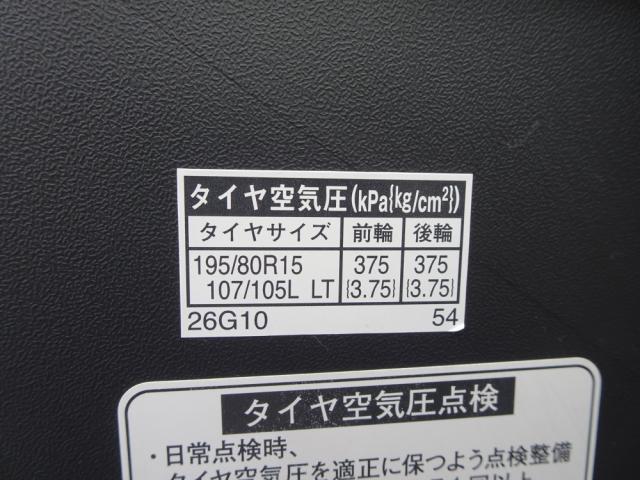 タイヤ空気圧(kPa{kg/cm²})
タイヤサイズ 前輪 後輪
195/80R15 375 375
107/105L LT {3.75} {3.75}
26G10 54
タイヤ空気圧点検
・日常点検時、
タイヤ空気圧を適正に保つよう点検整備